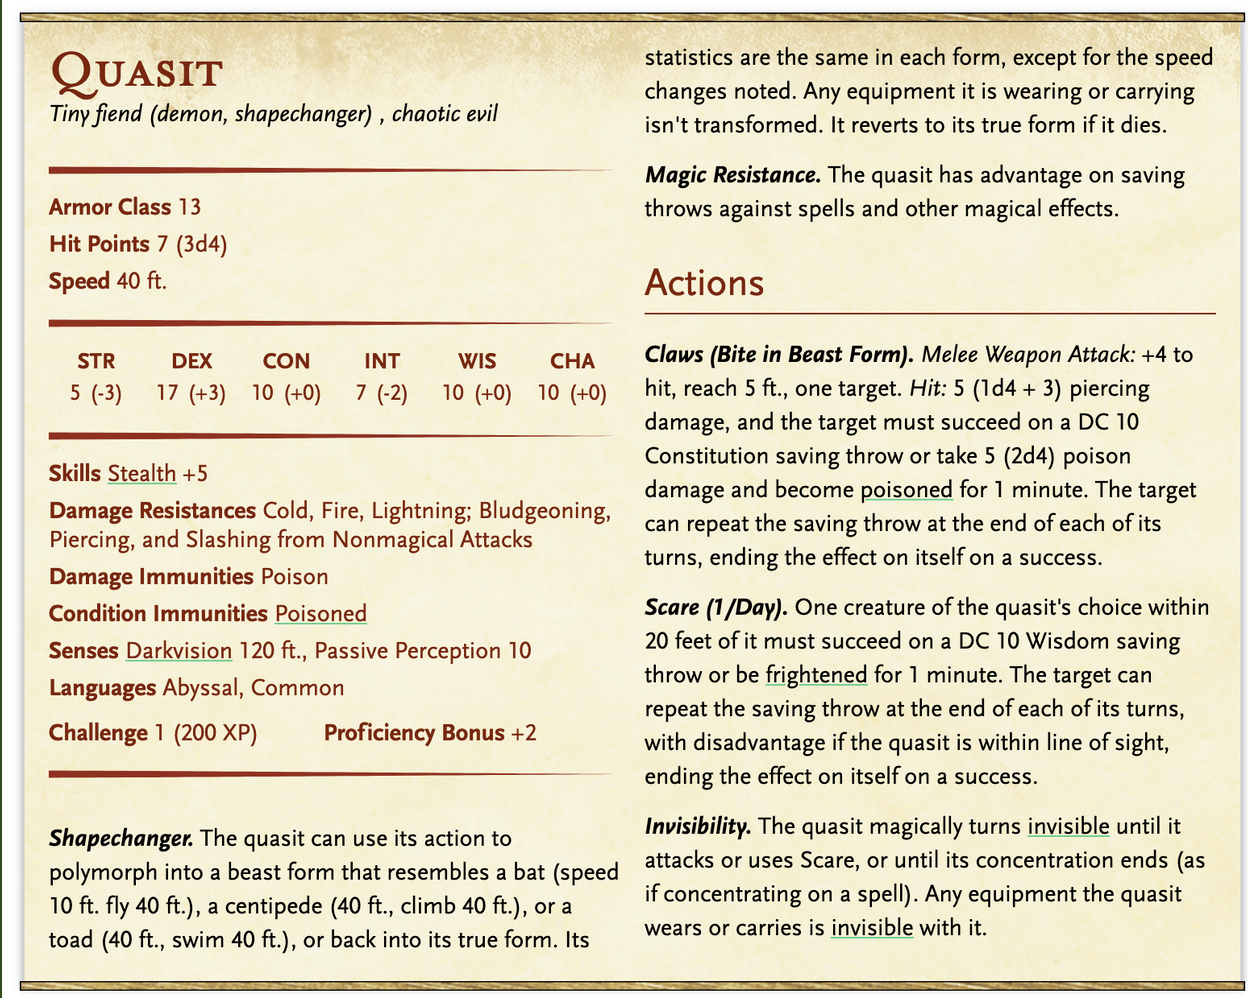 Quasit
Tiny fiend (demon, shapechanger) , chaotic evil
Armor Class 13
Hit Points 7 (3d4)
Speed 40 ft.
STR DEX CON INT WIS CHA
5 (-3) 17 (+3) 10 (+0) 7 (-2) 10 (+0) 10 (+0)
Skills Stealth +5
Damage Resistances Cold, Fire, Lightning; Bludgeoning,
Piercing, and Slashing from Nonmagical Attacks
Damage Immunities Poison
Condition Immunities Poisoned
Senses Darkvision 120 ft., Passive Perception 10
Languages Abyssal, Common
Challenge 1 (200 XP) Proficiency Bonus +2
Shapechanger. The quasit can use its action to
polymorph into a beast form that resembles a bat (speed
10 ft. fly 40 ft.), a centipede (40 ft., climb 40 ft.), or a
toad (40 ft., swim 40 ft.), or back into its true form. Its
statistics are the same in each form, except for the speed
changes noted. Any equipment it is wearing or carrying
isn't transformed. It reverts to its true form if it dies.
Magic Resistance. The quasit has advantage on saving
throws against spells and other magical effects.
Actions
Claws (Bite in Beast Form). Melee Weapon Attack: +4 to
hit, reach 5 ft., one target. Hit: 5 (1d4 + 3) piercing
damage, and the target must succeed on a DC 10
Constitution saving throw or take 5 (2d4) poison
damage and become poisoned for 1 minute. The target
can repeat the saving throw at the end of each of its
turns, ending the effect on itself on a success.
Scare (1/Day). One creature of the quasit's choice within
20 feet of it must succeed on a DC 10 Wisdom saving
throw or be frightened for 1 minute. The target can
repeat the saving throw at the end of each of its turns,
with disadvantage if the quasit is within line of sight,
ending the effect on itself on a success.
Invisibility. The quasit magically turns invisible until it
attacks or uses Scare, or until its concentration ends (as
if concentrating on a spell). Any equipment the quasit
wears or carries is invisible with it.